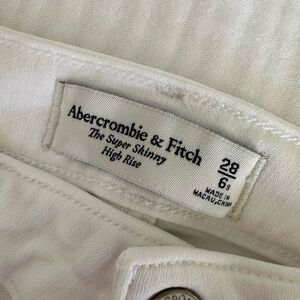 Abercrombie & Fitch
The Super Skinny
High Rise
28
6s
MADE IN
MACAU, CHINA